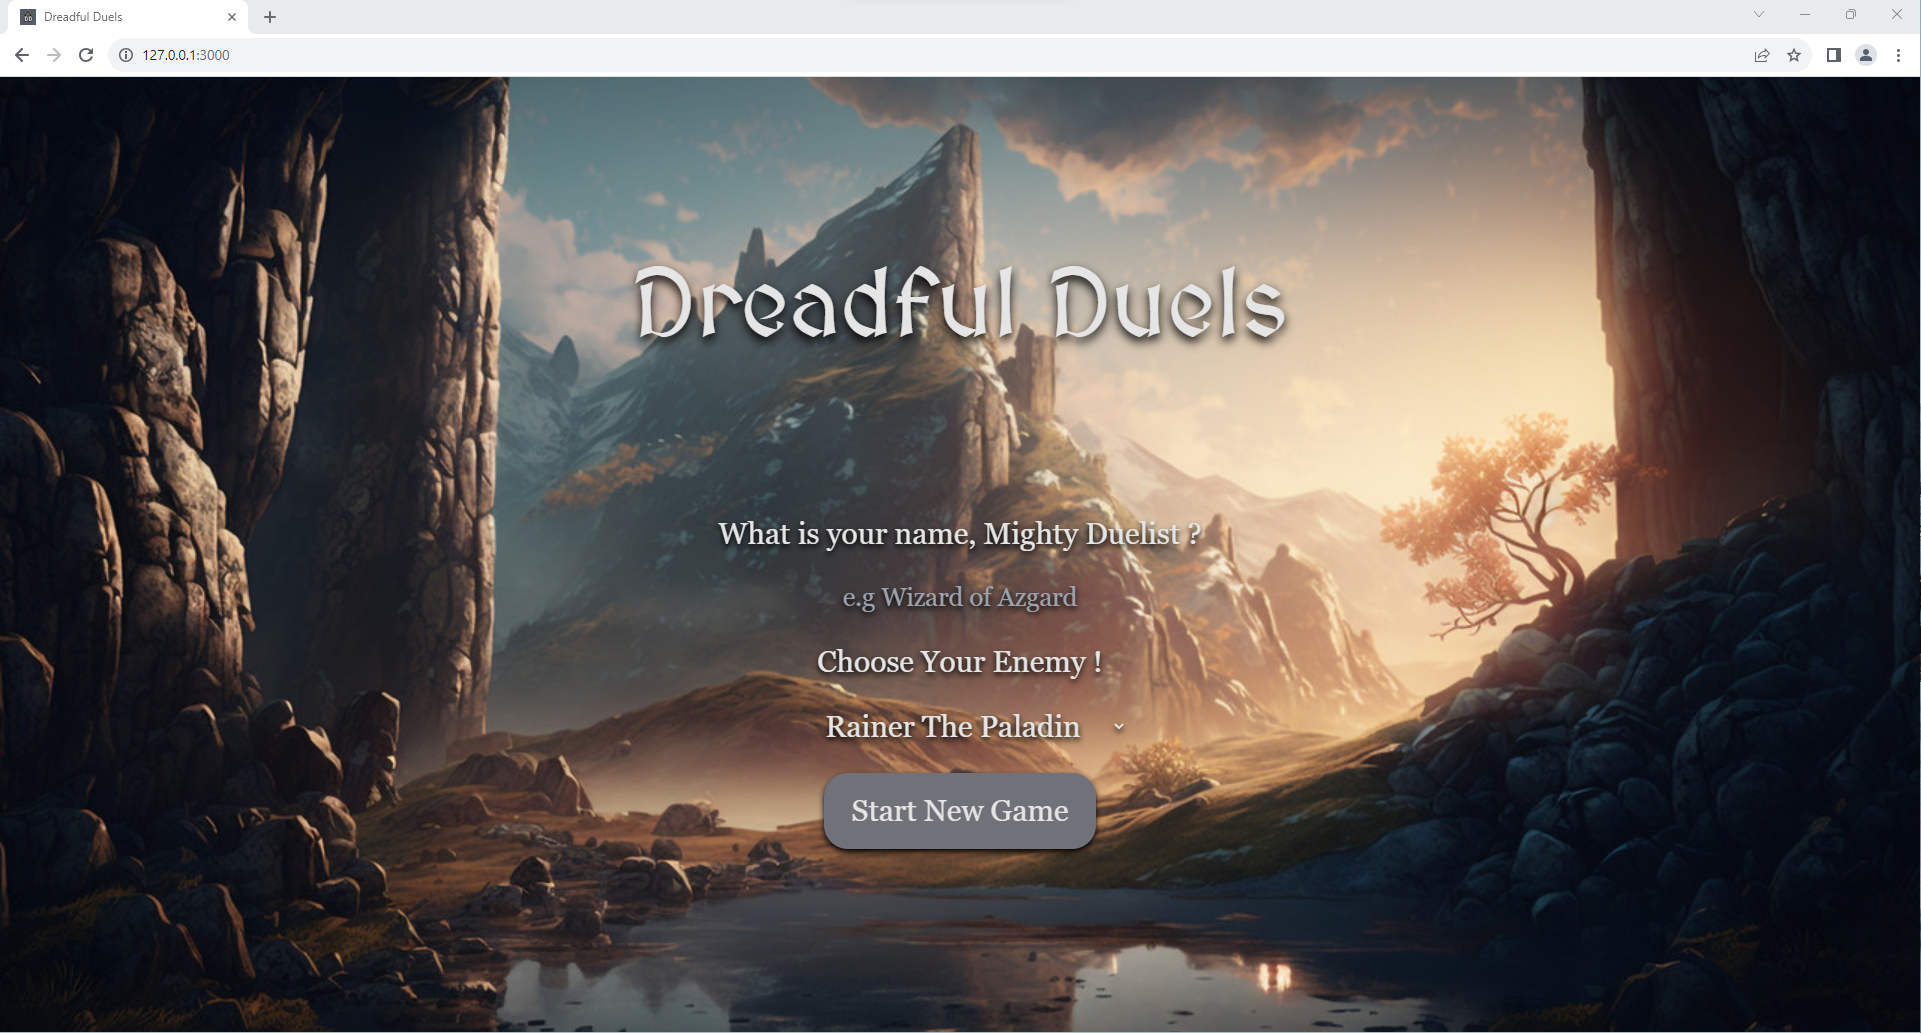 Dreadful Duels
127.0.0.1:3000
Dreadful Duels
What is your name, Mighty Duelist ?
e.g Wizard of Azgard
Choose Your Enemy !
Rainer The Paladin
Start New Game